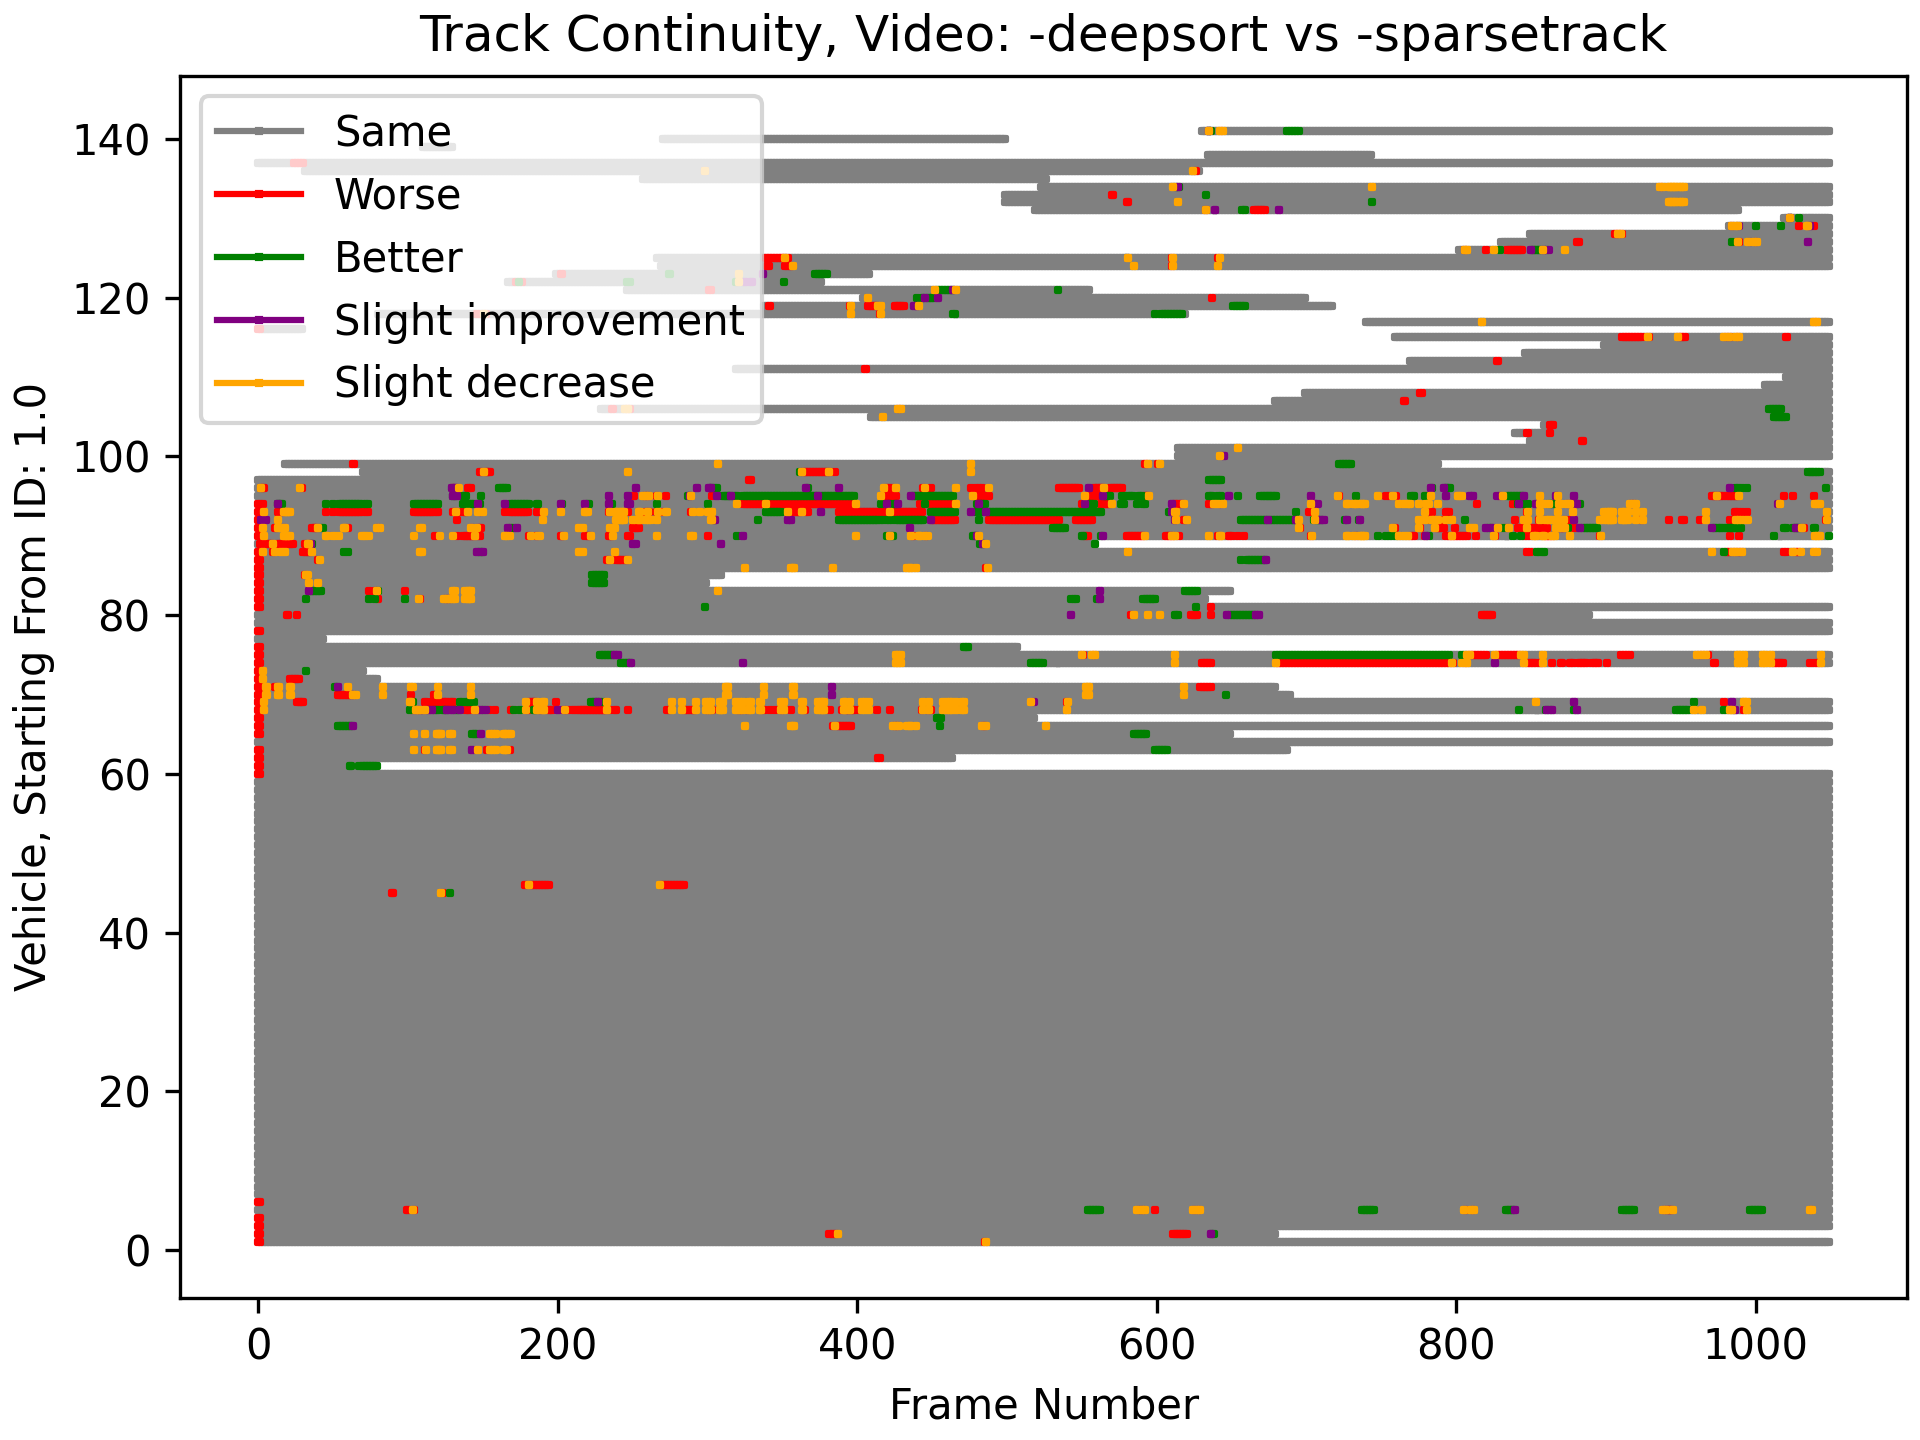 Track Continuity, Video: -deepsort vs -sparsetrack
Same
Worse
Better
Slight improvement
Slight decrease
Vehicle, Starting From ID: 1.0
140
120
100
80
60
40
20
0
0 200 400 600 800 1000
Frame Number